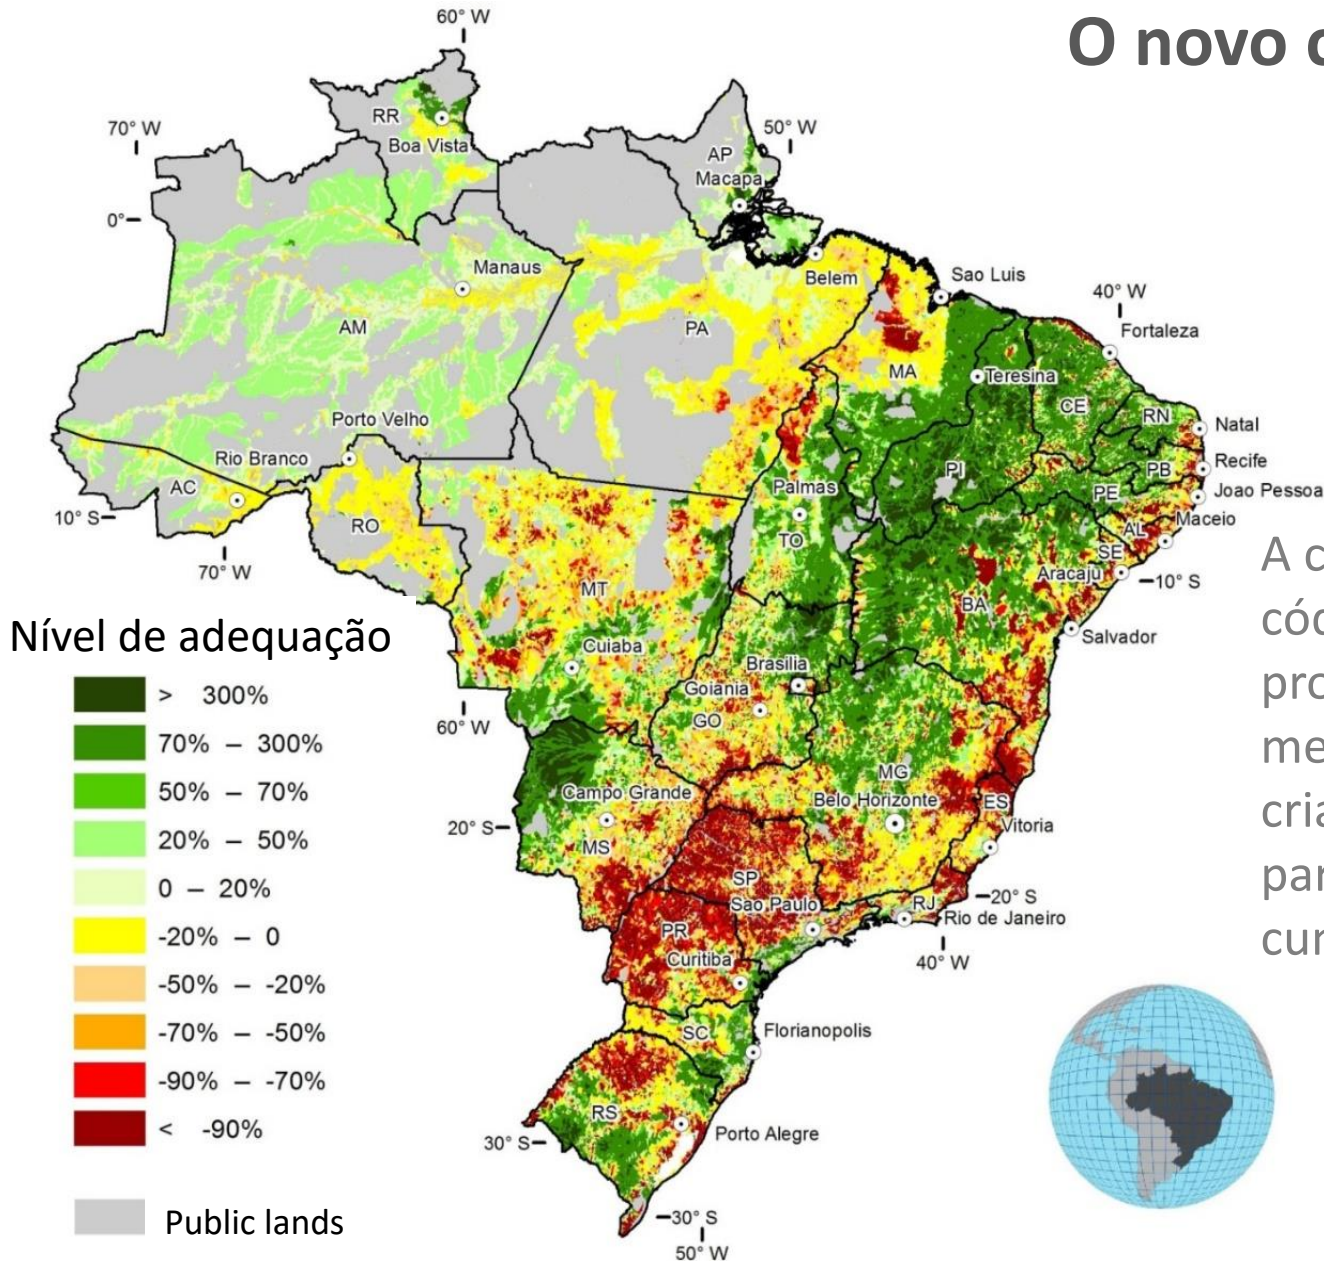 O novo c
60° W
70° W
50° W
RR
Boa Vista
AP
Macapa
0°
Manaus
Belem
Sao Luis
40° W
Fortaleza
AM
PA
MA
Teresina
CE
RN
Natal
Porto Velho
Rio Branco
AC
PI
PB
Recife
Palmas
PE
Joao Pessoa
10° S
RO
TO
AL
Maceio
SE
70° W
MT
Aracaju
10° S
BA
Salvador
A c
cód
pro
me
cria
par
cur
Cuiaba
Brasilia
Goiania
GO
60° W
MG
Campo Grande
Belo Horizonte
ES
Vitoria
20° S
MS
SP
20° S
Sao Paulo
RJ
Rio de Janeiro
PR
Curitiba
40° W
SC
Florianopolis
RS
Porto Alegre
30° S
30° S
50° W
Nível de adequação
> 300%
70% – 300%
50% – 70%
20% – 50%
0 – 20%
-20% – 0
-50% – -20%
-70% – -50%
-90% – -70%
< -90%
Public lands